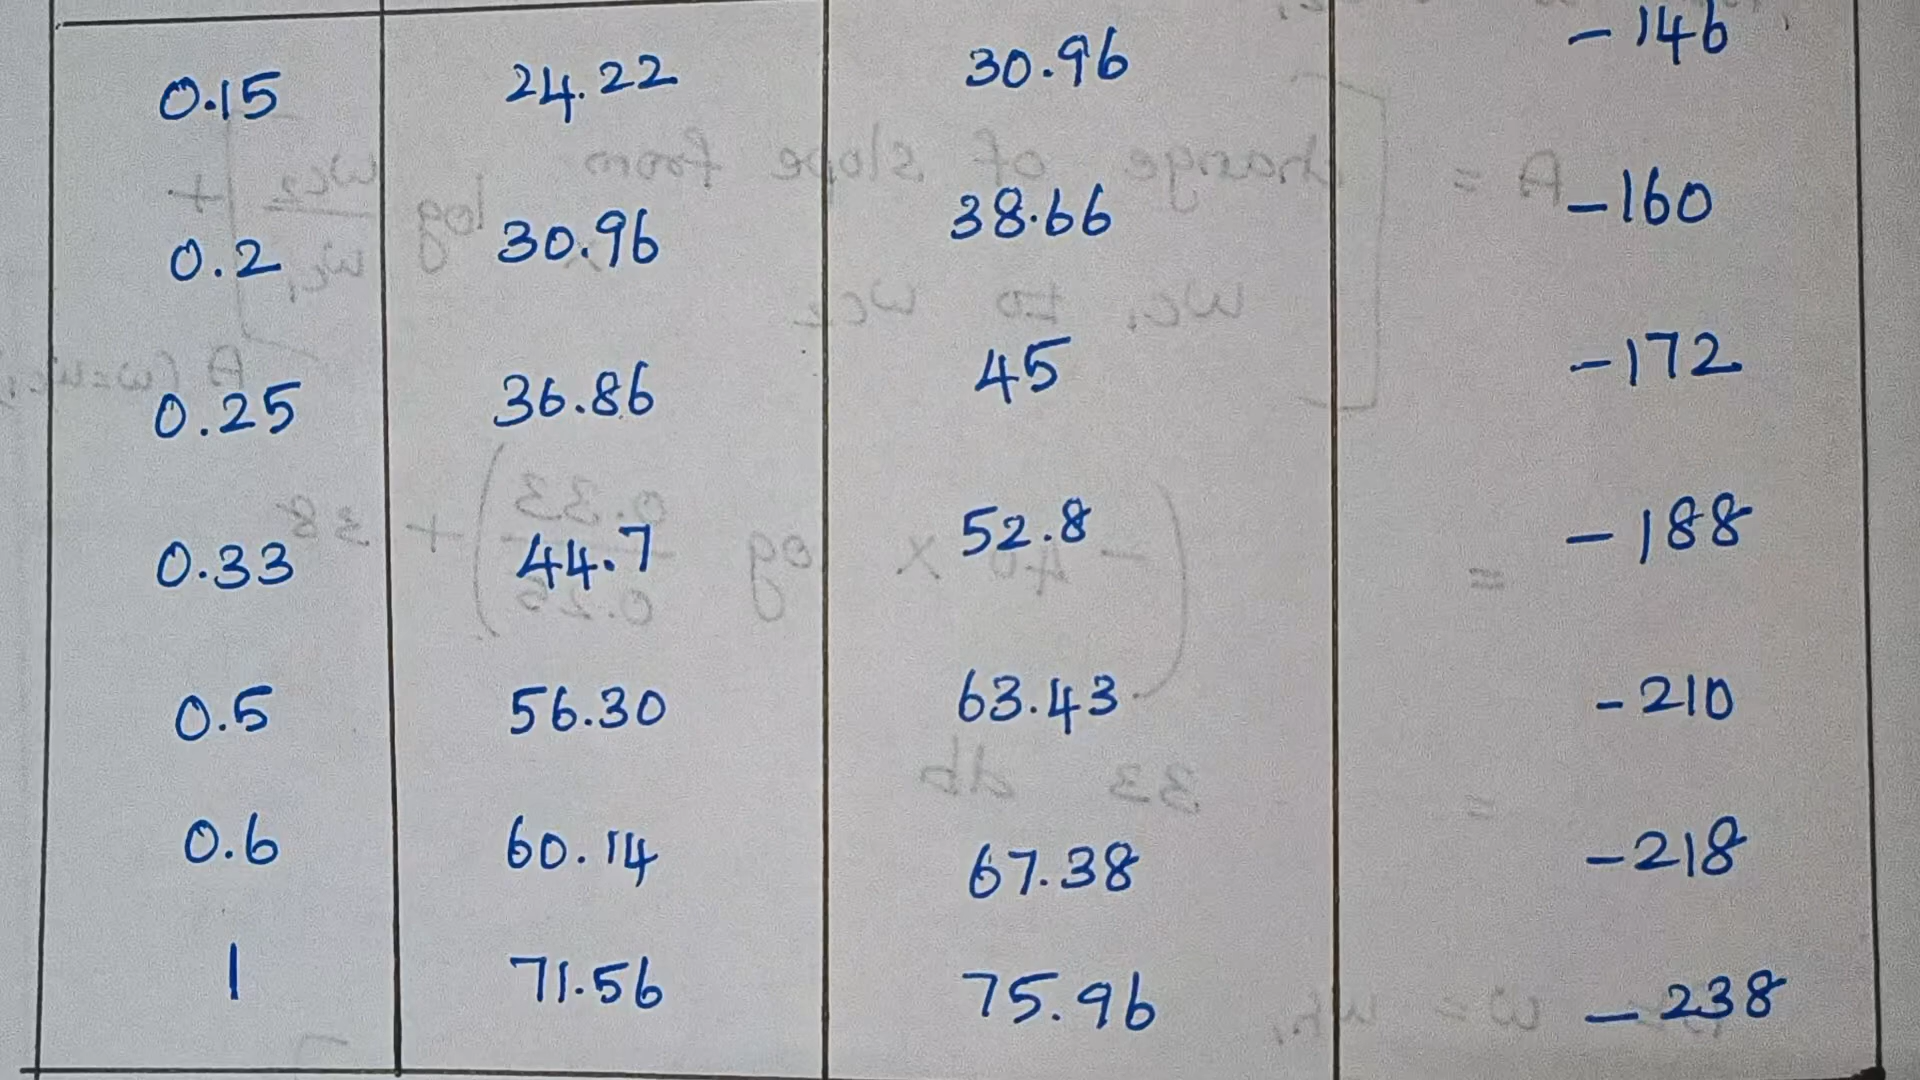 0.15 24.22 30.96 -146
0.2 30.96 38.66 -160
0.25 36.86 45 -172
0.33 44.7 52.8 -188
0.5 56.30 63.43 -210
0.6 60.14 67.38 -218
1 71.56 75.96 -238